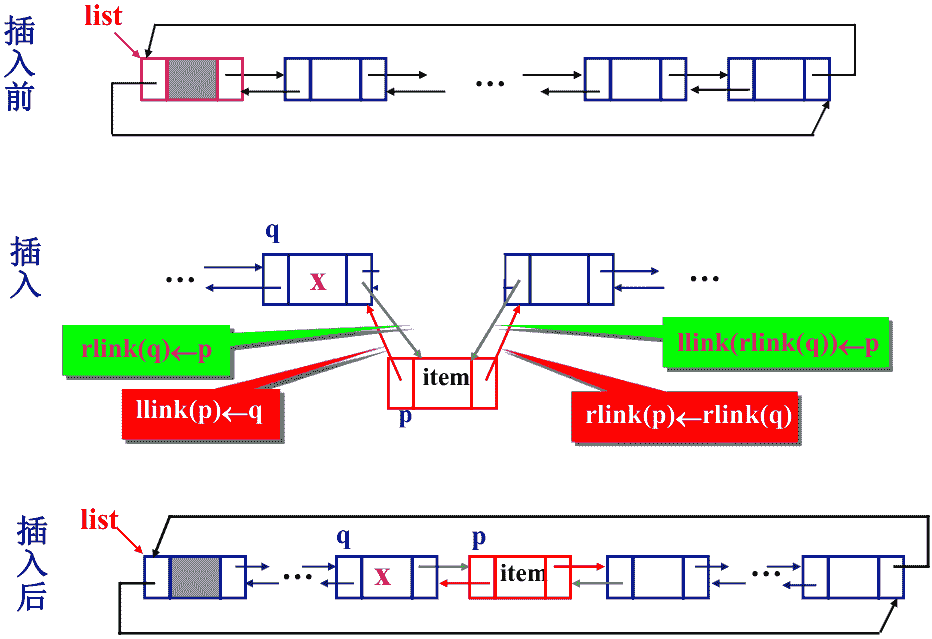 插入前
list
…
插入
q
…
x
…
rlink(q)←p
llink(rlink(q))←p
item
llink(p)←q
p
rlink(p)←rlink(q)
插入后
list
q
p
…
x
item
…